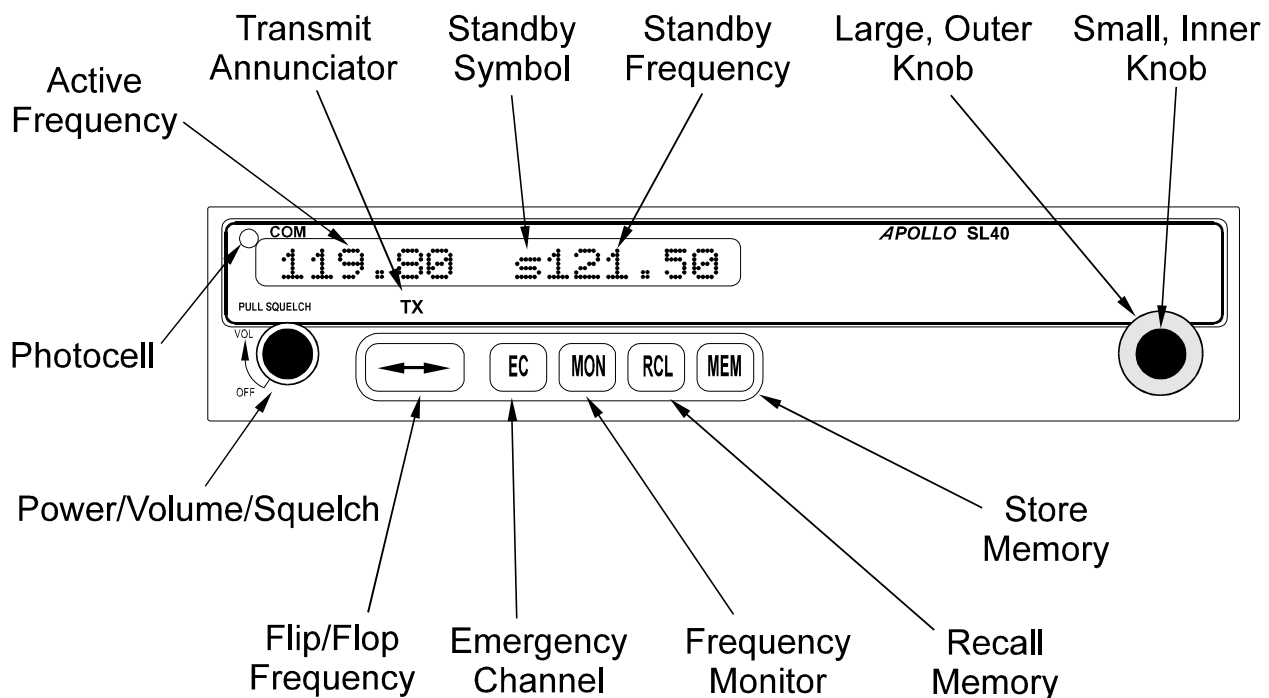 Transmit
Annunciator
Standby
Symbol
Standby
Frequency
Large, Outer
Knob
Small, Inner
Knob
Active
Frequency
COM
APOLLO SL40
119.80 s121.50
PULL SQUELCH
TX
VOL
Photocell
EC MON RCL MEM
OFF
Power/Volume/Squelch
Store
Memory
Flip/Flop
Frequency
Emergency
Channel
Frequency
Monitor
Recall
Memory